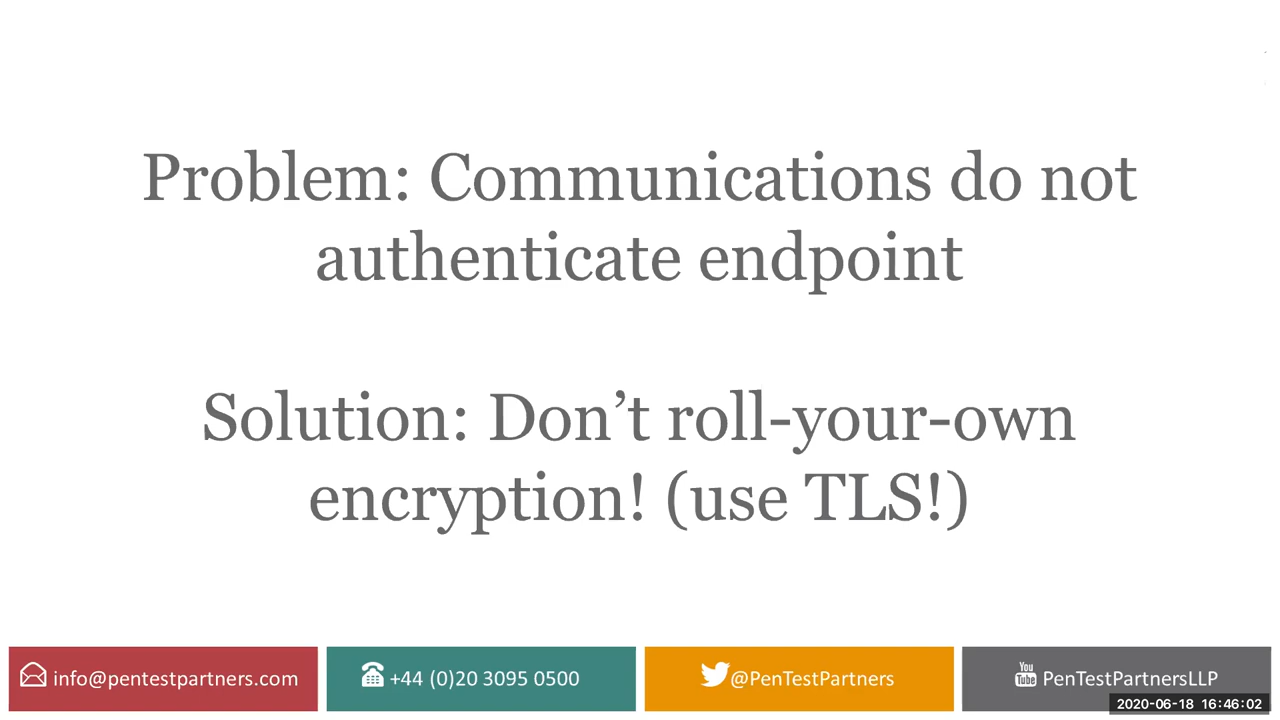 Problem: Communications do not
authenticate endpoint
Solution: Don’t roll-your-own
encryption! (use TLS!)
info@pentestpartners.com
+44 (0)20 3095 0500
@PenTestPartners
You Tube PenTestPartnersLLP
2020-06-18 16:46:02